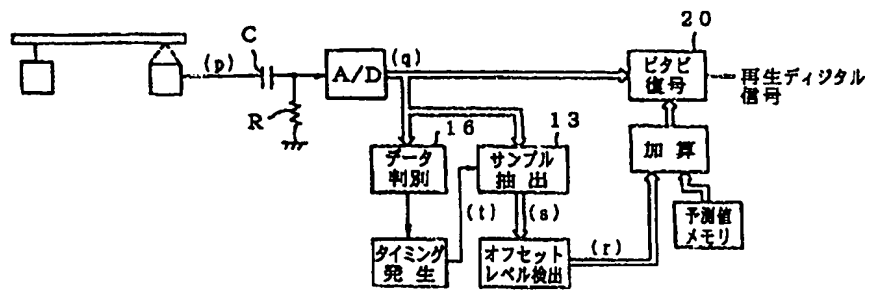 20
C
(p)
A/D
(q)
ビタビ
復号
再生ディジタル
信号
R
16
13
データ
判別
サンプル
抽出
加算
(t)
(s)
予測値
メモリ
タイミング
発生
オフセット
レベル検出
(r)